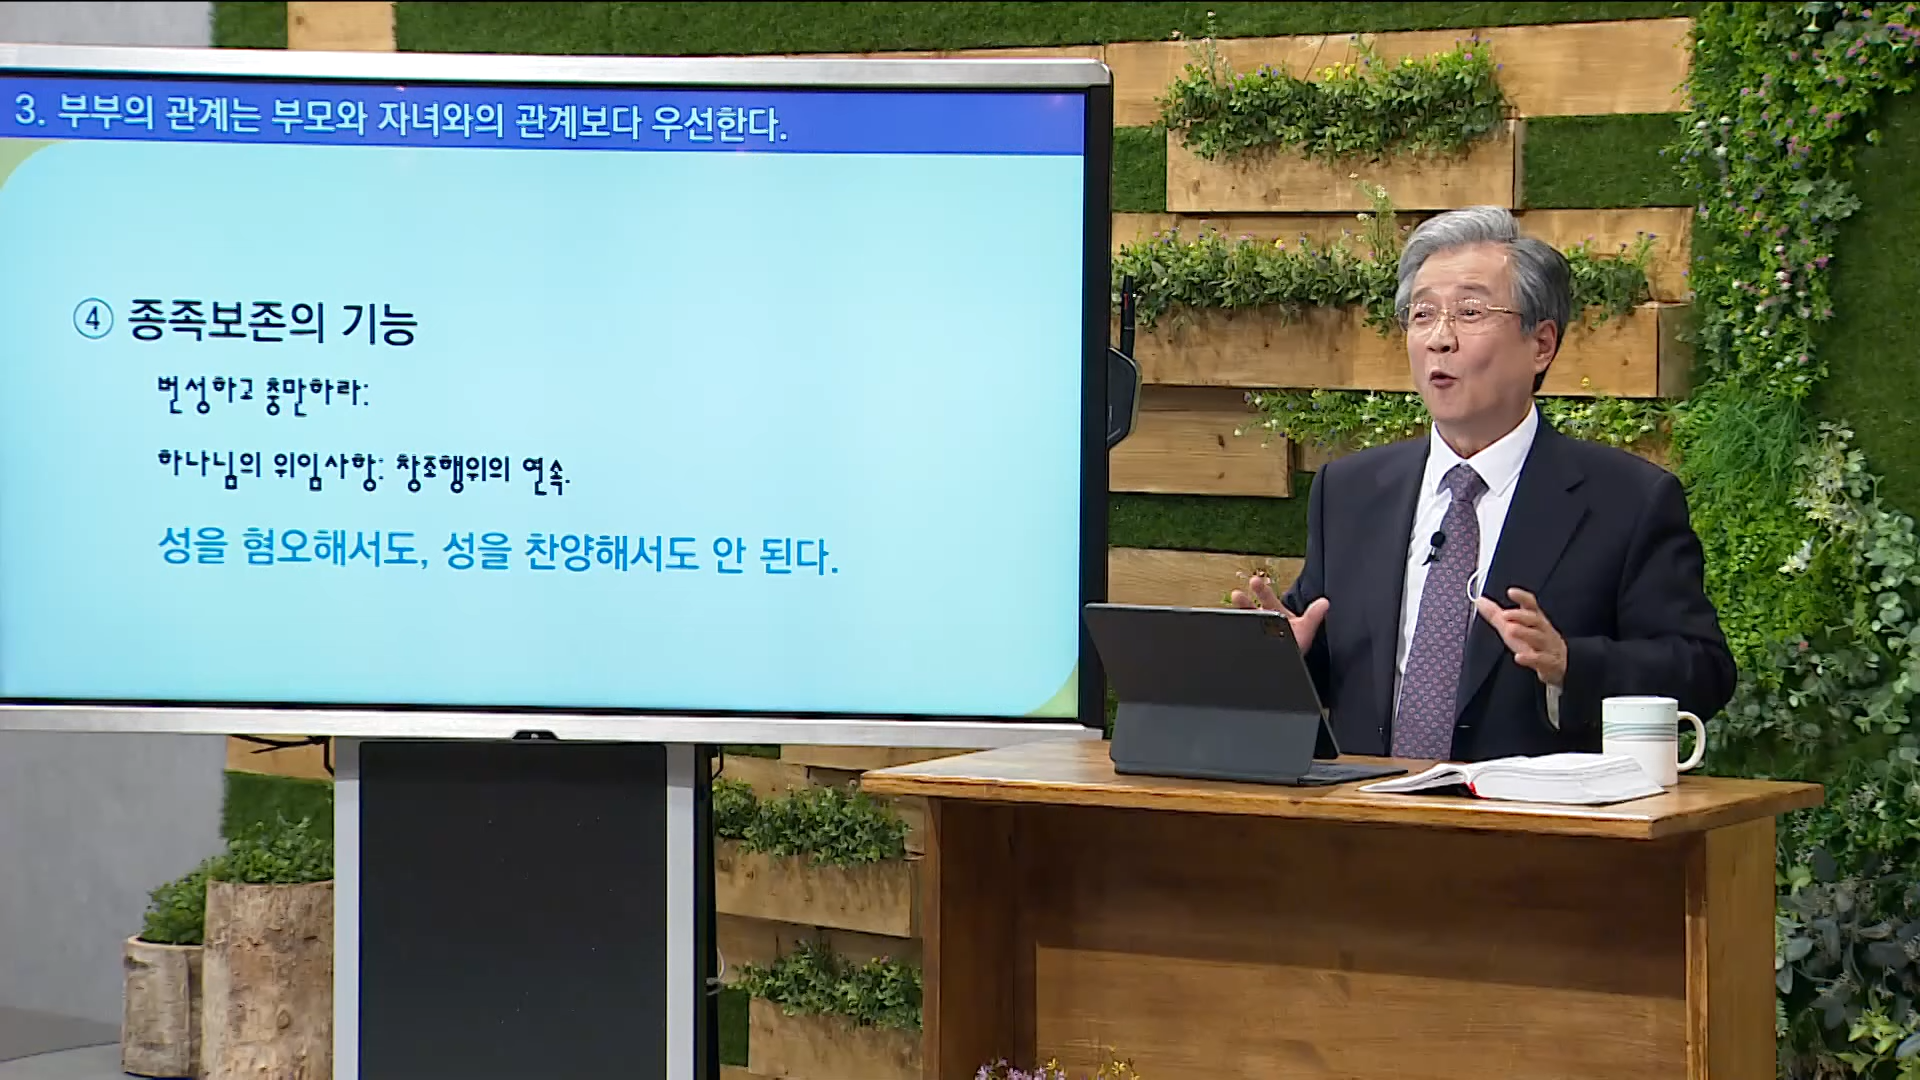 3. 부부의 관계는 부모와 자녀와의 관계보다 우선한다.
④ 종족보존의 기능
번성하고 충만하라:
하나님의 위임사항: 창조행위의 연속.
성을 혐오해서도, 성을 찬양해서도 안 된다.